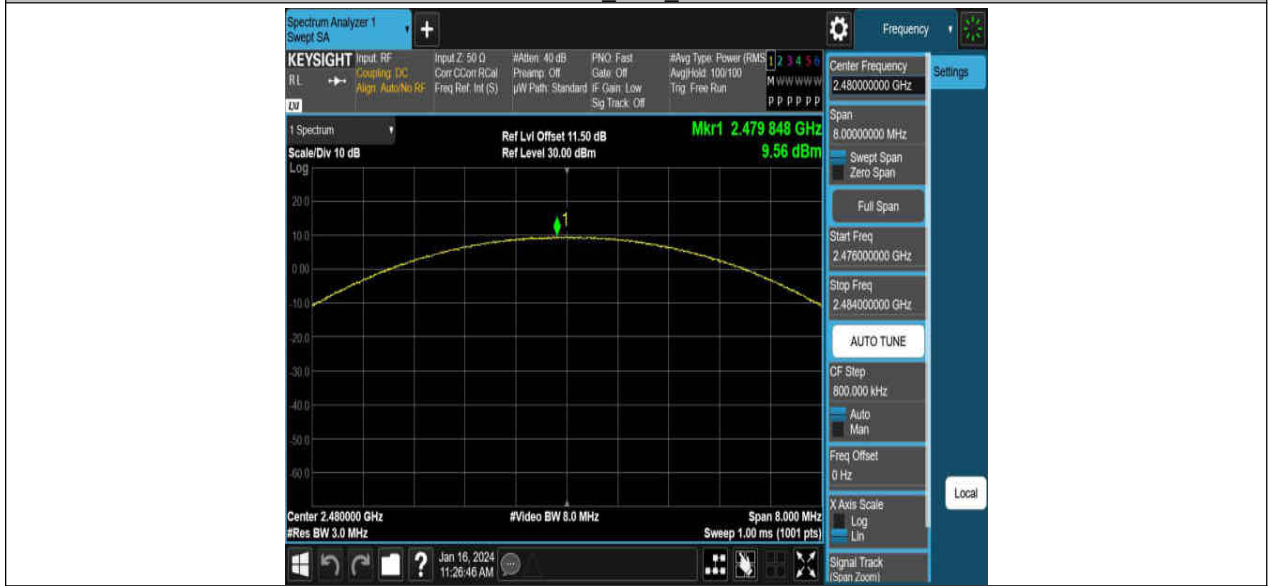 Spectrum Analyzer 1
Swept SA
+
Frequency
KEYSIGHT
RL
LXI
Input: RF
Coupling: DC
Align: Auto/No RF
Input Z: 50 Ω
Corr CCorr RCal
Freq Ref: Int (S)
#Atten: 40 dB
Preamp: Off
µW Path: Standard
PNO: Fast
Gate: Off
IF Gain: Low
Sig Track: Off
#Avg Type: Power (RMS
Avg|Hold: 100/100
Trig: Free Run
1 2 3 4 5 6
M W W W W W
P P P P P P
Center Frequency
2.480000000 GHz
Settings
1 Spectrum
Scale/Div 10 dB
Log
Ref Lvl Offset 11.50 dB
Ref Level 30.00 dBm
Mkr1 2.479 848 GHz
9.56 dBm
Span
8.00000000 MHz
Swept Span
Zero Span
Full Span
Start Freq
2.476000000 GHz
Stop Freq
2.484000000 GHz
AUTO TUNE
CF Step
800.000 kHz
Auto
Man
Freq Offset
0 Hz
X Axis Scale
Log
Lin
Signal Track
(Span Zoom)
Local
20.0
10.0
0.00
-10.0
-20.0
-30.0
-40.0
-50.0
-60.0
1
Center 2.480000 GHz
#Res BW 3.0 MHz
#Video BW 8.0 MHz
Span 8.000 MHz
Sweep 1.00 ms (1001 pts)
?
Jan 16, 2024
11:26:46 AM